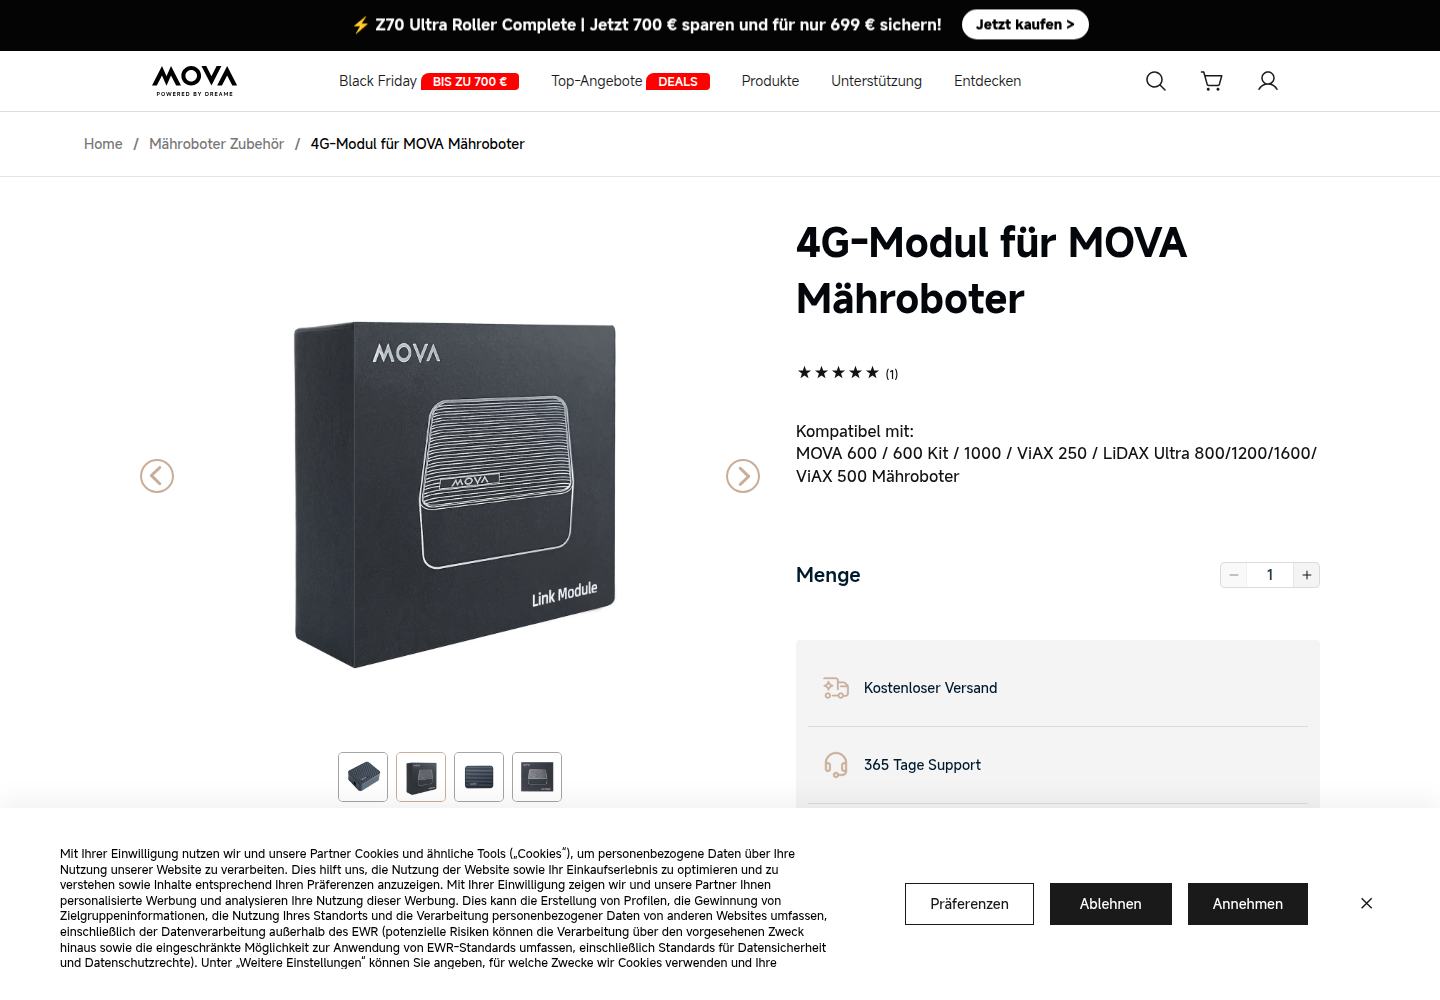 ⚡ Z70 Ultra Roller Complete | Jetzt 700 € sparen und für nur 699 € sichern! Jetzt kaufen >
MOVA
POWERED BY DREAME
Black Friday BIS ZU 700 € Top-Angebote DEALS Produkte Unterstützung Entdecken
Home / Mähroboter Zubehör / 4G-Modul für MOVA Mähroboter
MOVA
MOVA
Link Module
4G-Modul für MOVA
Mähroboter
★★★★★ (1)
Kompatibel mit:
MOVA 600 / 600 Kit / 1000 / ViAX 250 / LiDAX Ultra 800/1200/1600/
ViAX 500 Mähroboter
Menge − 1 +
Kostenloser Versand
365 Tage Support
Mit Ihrer Einwilligung nutzen wir und unsere Partner Cookies und ähnliche Tools („Cookies“), um personenbezogene Daten über Ihre
Nutzung unserer Website zu verarbeiten. Dies hilft uns, die Nutzung der Website sowie Ihr Einkaufserlebnis zu optimieren und zu
verstehen sowie Inhalte entsprechend Ihren Präferenzen anzuzeigen. Mit Ihrer Einwilligung zeigen wir und unsere Partner Ihnen
personalisierte Werbung und analysieren Ihre Nutzung dieser Werbung. Dies kann die Erstellung von Profilen, die Gewinnung von
Zielgruppeninformationen, die Nutzung Ihres Standorts und die Verarbeitung personenbezogener Daten von anderen Websites umfassen,
einschließlich der Datenverarbeitung außerhalb des EWR (potenzielle Risiken können die Verarbeitung über den vorgesehenen Zweck
hinaus sowie die eingeschränkte Möglichkeit zur Anwendung von EWR-Standards umfassen, einschließlich Standards für Datensicherheit
und Datenschutzrechte). Unter „Weitere Einstellungen“ können Sie angeben, für welche Zwecke wir Cookies verwenden und Ihre
Präferenzen Ablehnen Annehmen